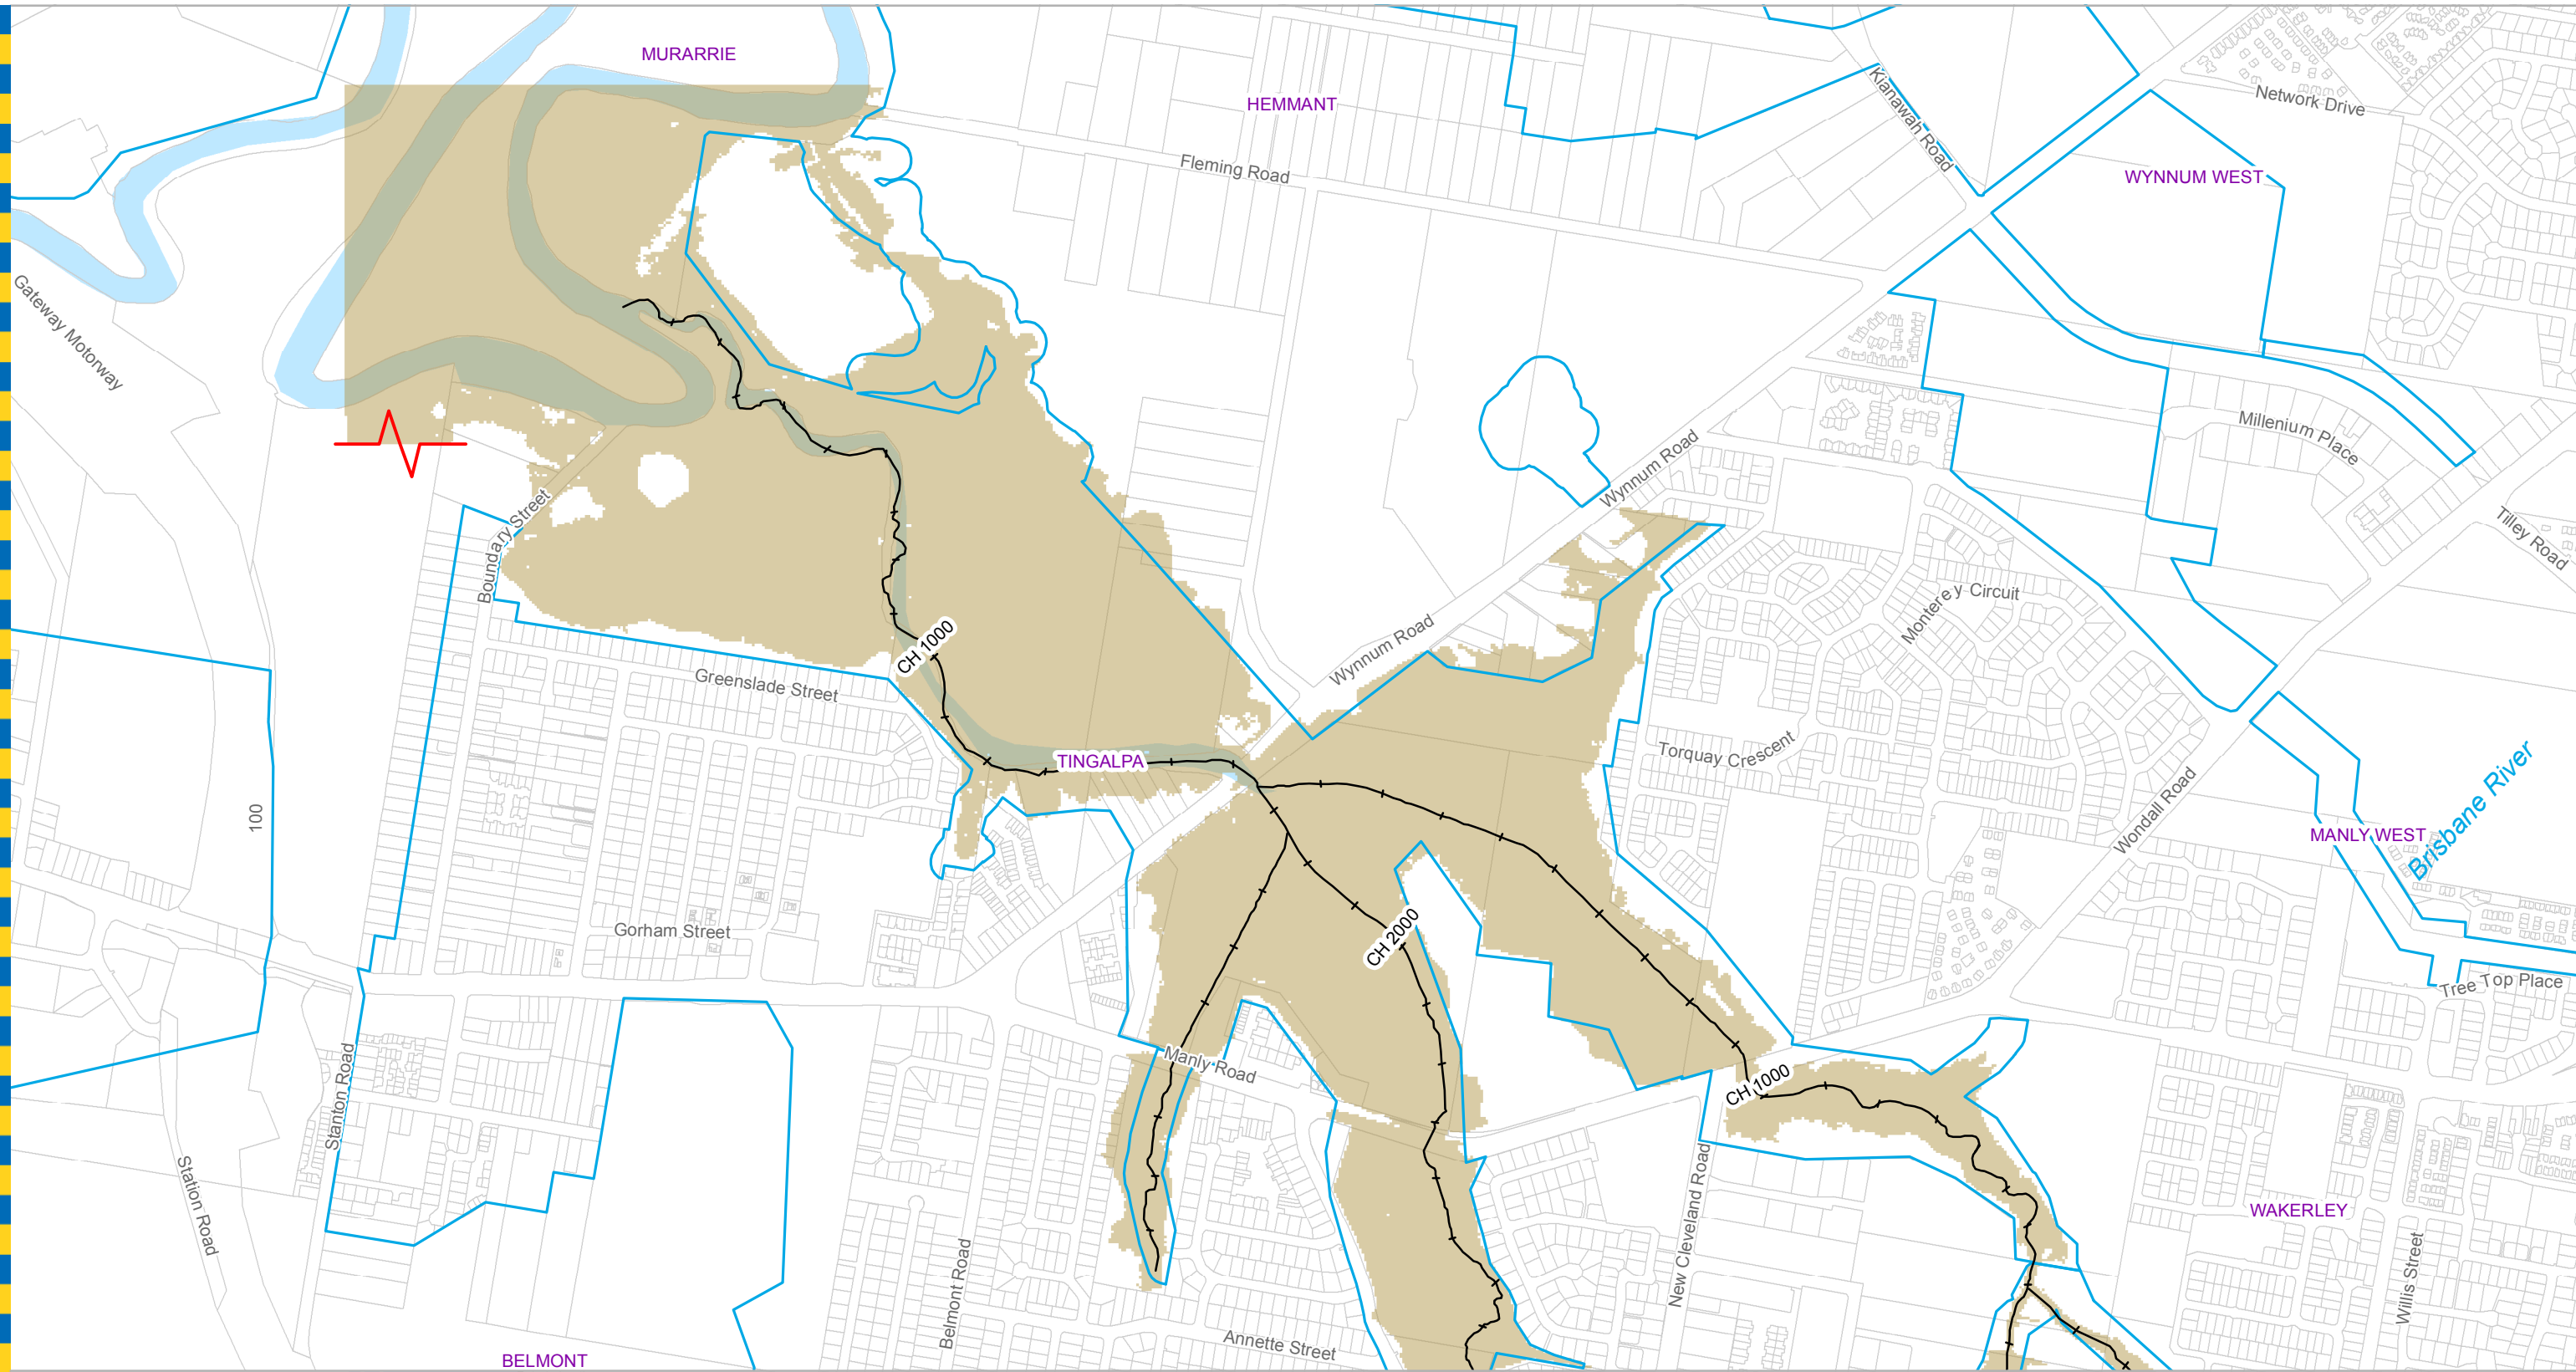 MURARRIE
HEMMANT
Kianawah Road
Network Drive
Fleming Road
WYNNUM WEST
Gateway Motorway
Millenium Place
Wynnum Road
Tilley Road
Boundary Street
Monterey Circuit
CH 1000
Wynnum Road
Greenslade Street
Torquay Crescent
TINGALPA
Brisbane River
100
Wondall Road
MANLY WEST
Gorham Street
CH 2000
Tree Top Place
Manly Road
CH 1000
Stanton Road
Station Road
New Cleveland Road
WAKERLEY
Willis Street
Belmont Road
Annette Street
BELMONT